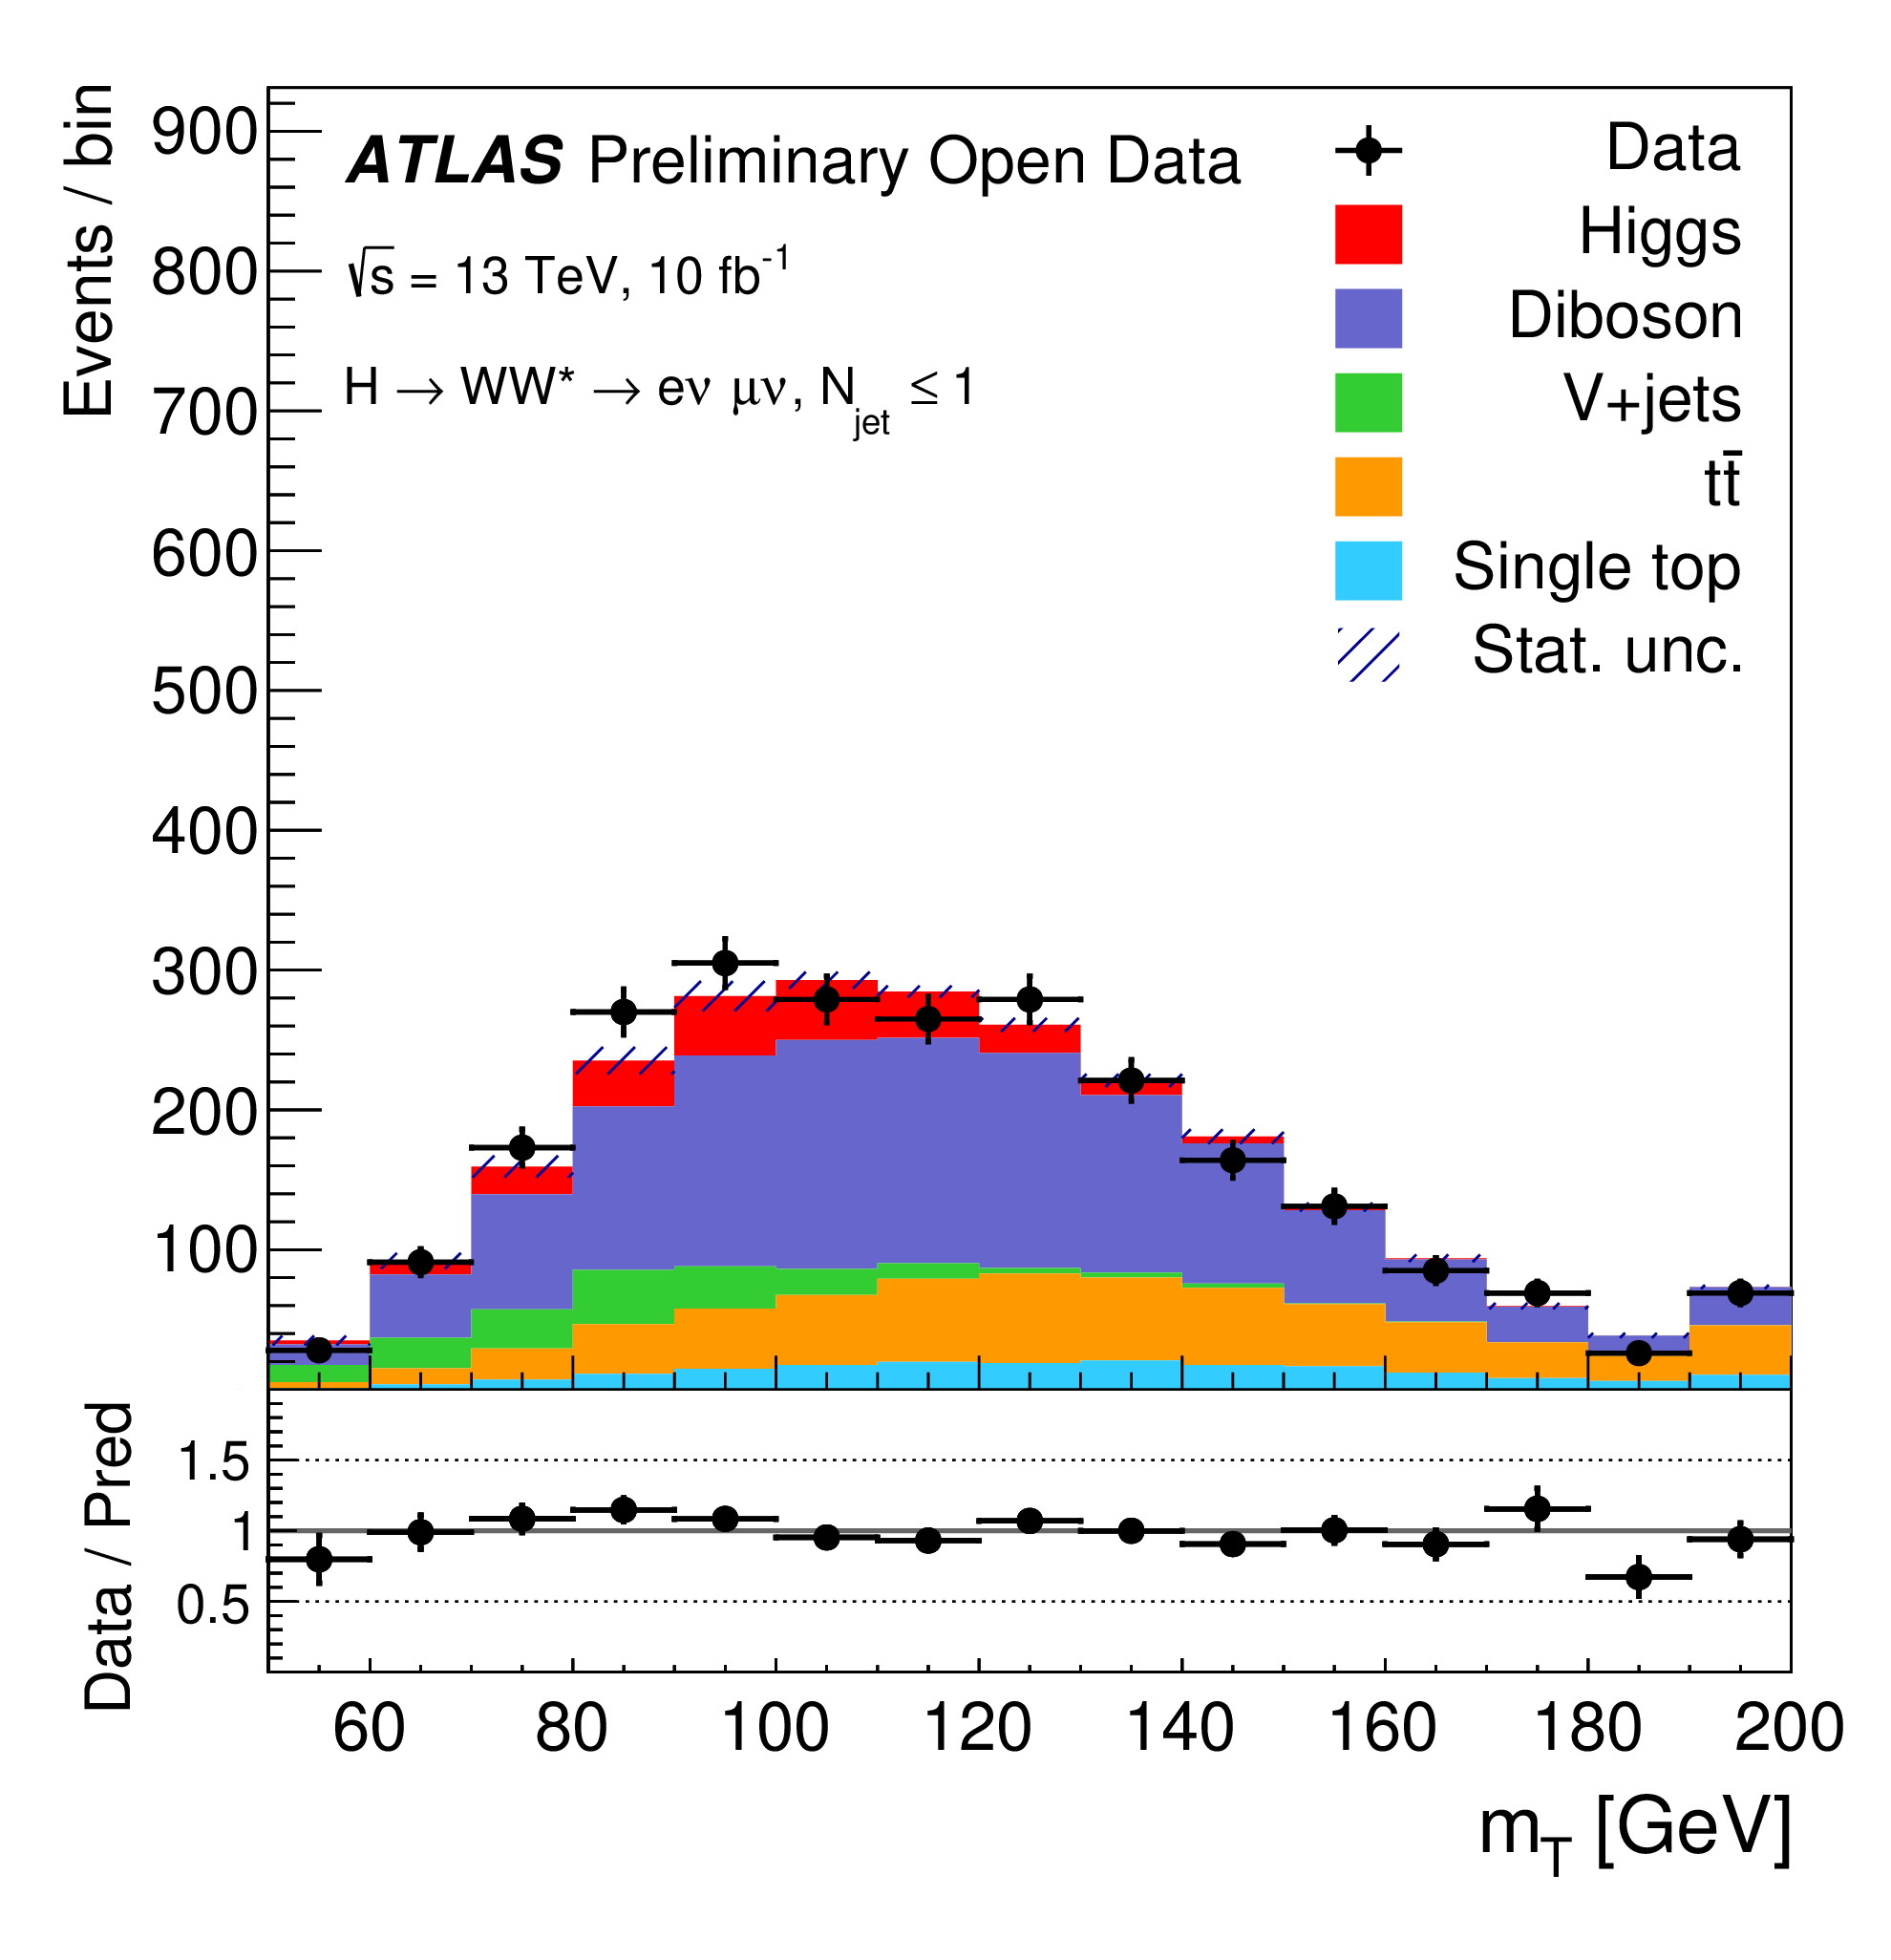 Events / bin
900
800
700
600
500
400
300
200
100
ATLAS Preliminary Open Data
√s = 13 TeV, 10 fb⁻¹
H → WW* → eν μν, N_jet ≤ 1
Data
Higgs
Diboson
V+jets
tt̄
Single top
Stat. unc.
Data / Pred
1.5
1
0.5
60 80 100 120 140 160 180 200
m_T [GeV]